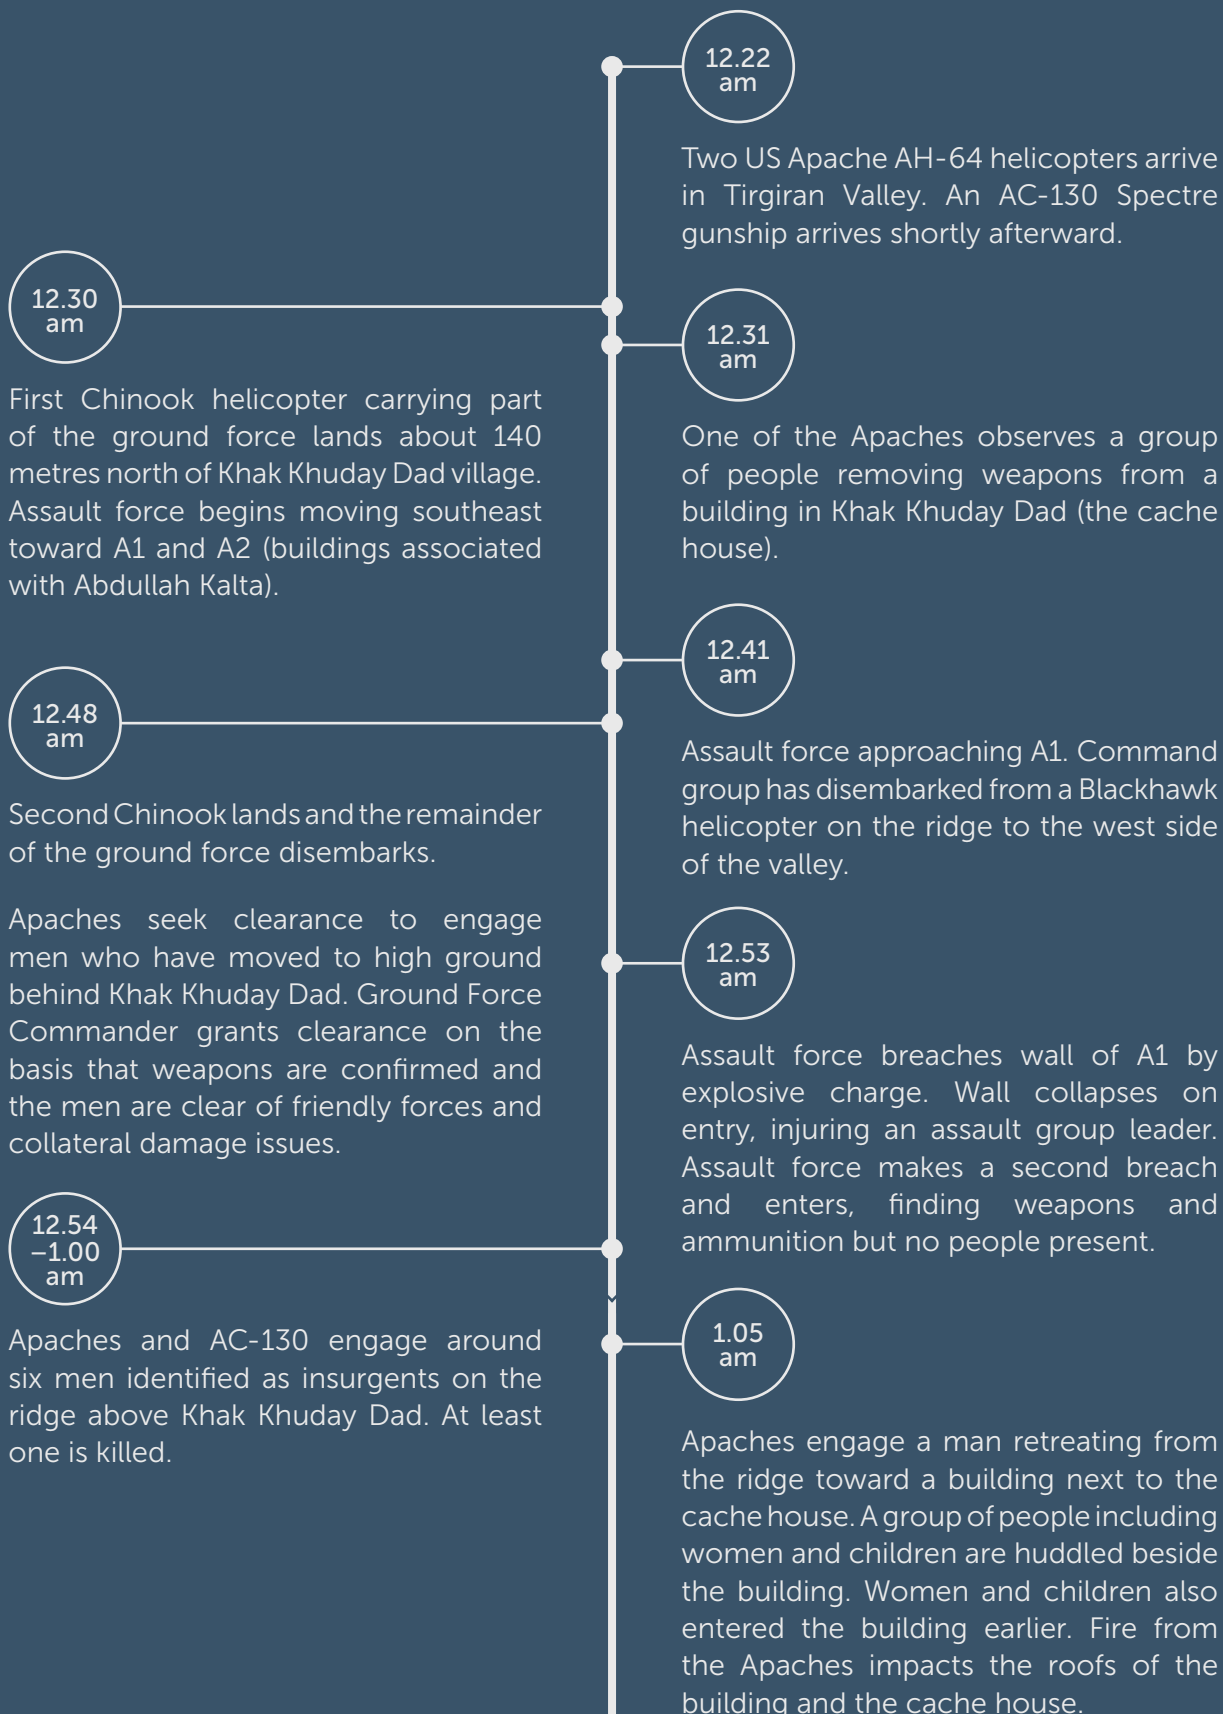 12.22
am
Two US Apache AH-64 helicopters arrive
in Tirgiran Valley. An AC-130 Spectre
gunship arrives shortly afterward.
12.30
am
First Chinook helicopter carrying part
of the ground force lands about 140
metres north of Khak Khuday Dad village.
Assault force begins moving southeast
toward A1 and A2 (buildings associated
with Abdullah Kalta).
12.31
am
One of the Apaches observes a group
of people removing weapons from a
building in Khak Khuday Dad (the cache
house).
12.41
am
Assault force approaching A1. Command
group has disembarked from a Blackhawk
helicopter on the ridge to the west side
of the valley.
12.48
am
Second Chinook lands and the remainder
of the ground force disembarks.
Apaches seek clearance to engage
men who have moved to high ground
behind Khak Khuday Dad. Ground Force
Commander grants clearance on the
basis that weapons are confirmed and
the men are clear of friendly forces and
collateral damage issues.
12.53
am
Assault force breaches wall of A1 by
explosive charge. Wall collapses on
entry, injuring an assault group leader.
Assault force makes a second breach
and enters, finding weapons and
ammunition but no people present.
12.54
–1.00
am
Apaches and AC-130 engage around
six men identified as insurgents on the
ridge above Khak Khuday Dad. At least
one is killed.
1.05
am
Apaches engage a man retreating from
the ridge toward a building next to the
cache house. A group of people including
women and children are huddled beside
the building. Women and children also
entered the building earlier. Fire from
the Apaches impacts the roofs of the
building and the cache house.